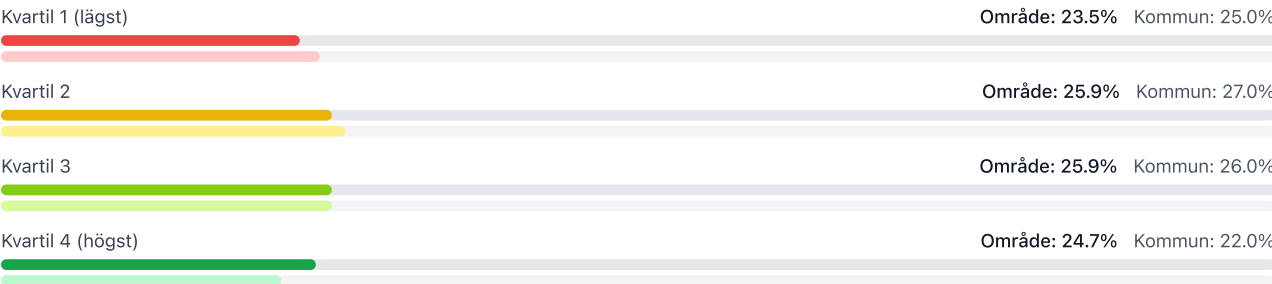 Kvartil 1 (lägst) Område: 23.5% Kommun: 25.0%
Kvartil 2 Område: 25.9% Kommun: 27.0%
Kvartil 3 Område: 25.9% Kommun: 26.0%
Kvartil 4 (högst) Område: 24.7% Kommun: 22.0%